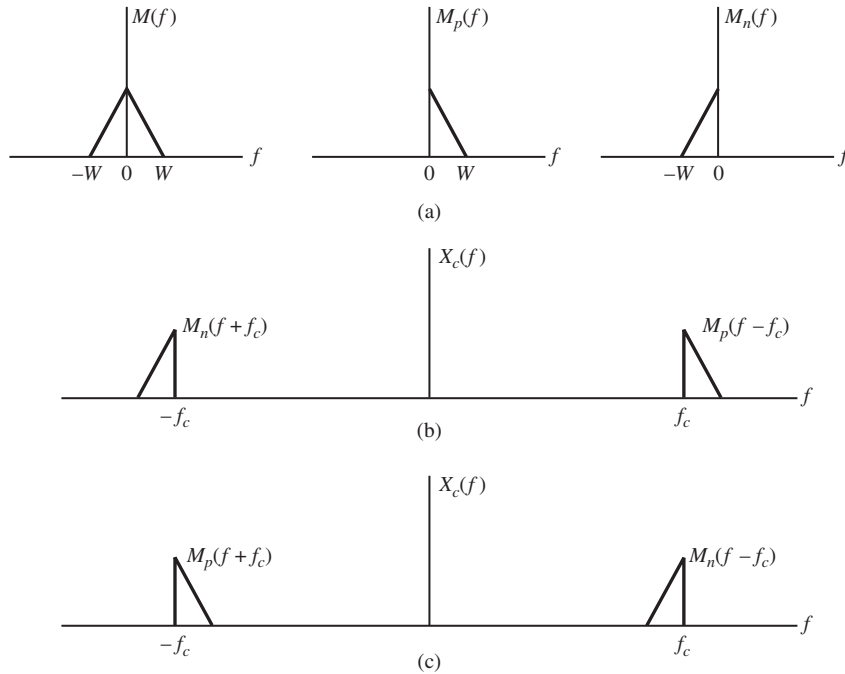 M(f)
M_p(f)
M_n(f)
f
−W 0 W
0 W
−W 0
f
f
(a)
X_c(f)
M_n(f + f_c)
M_p(f − f_c)
f
−f_c
f_c
(b)
X_c(f)
M_p(f + f_c)
M_n(f − f_c)
f
−f_c
f_c
(c)